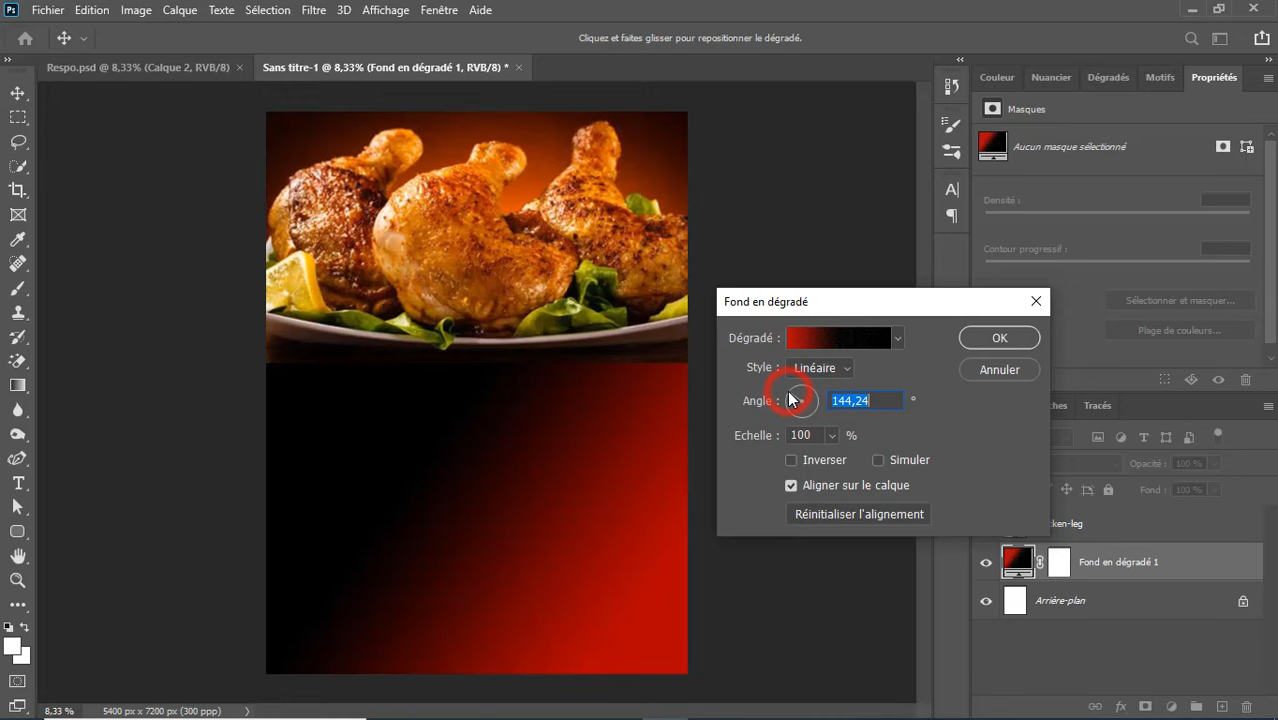 Ps Fichier Edition Image Calque Texte Sélection Filtre 3D Affichage Fenêtre Aide
Cliquez et faites glisser pour repositionner le dégradé.
Respo.psd @ 8,33% (Calque 2, RVB/8) × Sans titre-1 @ 8,33% (Fond en dégradé 1, RVB/8) * ×
Couleur Nuancier Dégradés Motifs Propriétés
Masques
Aucun masque sélectionné
Densité :
Contour progressif :
Sélectionner et masquer...
Plage de couleurs...
Fond en dégradé
Dégradé :
OK
Style : Linéaire
Annuler
Angle : 144,24 °
Echelle : 100 %
Inverser Simuler
Aligner sur le calque
Réinitialiser l'alignement
Tracés
Opacité : 100 %
Fond : 100 %
cken-leg
Fond en dégradé 1
Arrière-plan
8,33 % 5400 px x 7200 px (300 ppp)